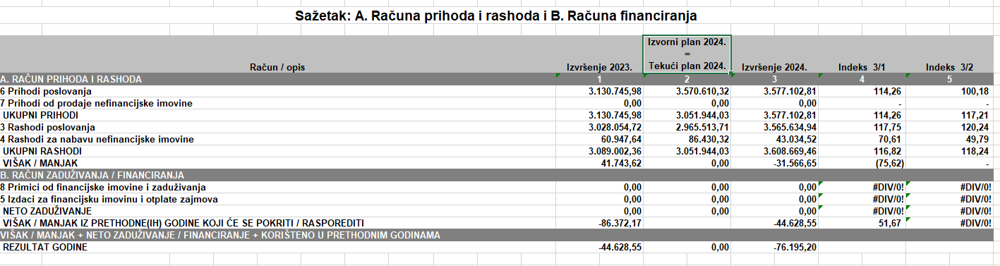 Sažetak: A. Računa prihoda i rashoda i B. Računa financiranja
Izvorni plan 2024.
=
Račun / opis Izvršenje 2023. Tekući plan 2024. Izvršenje 2024. Indeks 3/1 Indeks 3/2
A. RAČUN PRIHODA I RASHODA 1 2 3 4 5
6 Prihodi poslovanja 3.130.745,98 3.570.610,32 3.577.102,81 114,26 100,18
7 Prihodi od prodaje nefinancijske imovine 0,00 0,00 0,00 - -
UKUPNI PRIHODI 3.130.745,98 3.051.944,03 3.577.102,81 114,26 117,21
3 Rashodi poslovanja 3.028.054,72 2.965.513,71 3.565.634,94 117,75 120,24
4 Rashodi za nabavu nefinancijske imovine 60.947,64 86.430,32 43.034,52 70,61 49,79
UKUPNI RASHODI 3.089.002,36 3.051.944,03 3.608.669,46 116,82 118,24
VIŠAK / MANJAK 41.743,62 0,00 -31.566,65 (75,62) -
B. RAČUN ZADUŽIVANJA / FINANCIRANJA
8 Primici od financijske imovine i zaduživanja 0,00 0,00 0,00 #DIV/0! #DIV/0!
5 Izdaci za financijsku imovinu i otplate zajmova 0,00 0,00 0,00 #DIV/0! #DIV/0!
NETO ZADUŽIVANJE 0,00 0,00 0,00 #DIV/0! #DIV/0!
VIŠAK / MANJAK IZ PRETHODNE(IH) GODINE KOJI ĆE SE POKRITI / RASPOREDITI -86.372,17 -44.628,55 51,67 #DIV/0!
VIŠAK / MANJAK + NETO ZADUŽIVANJE / FINANCIRANJE + KORIŠTENO U PRETHODNIM GODINAMA
REZULTAT GODINE -44.628,55 0,00 -76.195,20